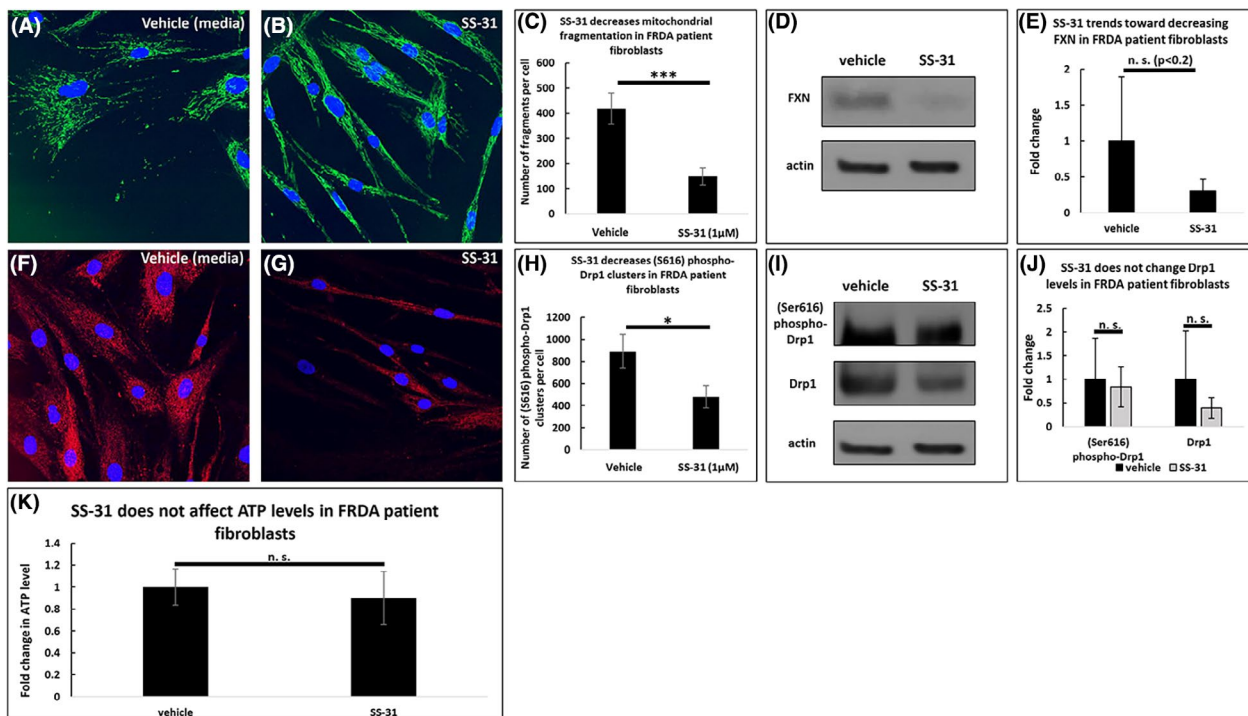 (A)
Vehicle (media)
(B)
SS-31
(C)
SS-31 decreases mitochondrial
fragmentation in FRDA patient
fibroblasts
Number of fragments per cell
600
500
400
300
200
100
0
***
Vehicle
SS-31 (1µM)
(D)
vehicle
SS-31
FXN
actin
(E)
SS-31 trends toward decreasing
FXN in FRDA patient fibroblasts
n. s. (p<0.2)
Fold change
2
1.5
1
0.5
0
vehicle
SS-31
(F)
Vehicle (media)
(G)
SS-31
(H)
SS-31 decreases (S616) phospho-
Drp1 clusters in FRDA patient
fibroblasts
Number of (S616) phospho-Drp1
clusters per cell
1200
1000
800
600
400
200
0
*
Vehicle
SS-31 (1µM)
(I)
vehicle
SS-31
(Ser616)
phospho-
Drp1
Drp1
actin
(J)
SS-31 does not change Drp1
levels in FRDA patient fibroblasts
Fold change
2.5
2
1.5
1
0.5
0
n. s.
n. s.
(Ser616)
phospho-Drp1
Drp1
vehicle
SS-31
(K)
SS-31 does not affect ATP levels in FRDA patient
fibroblasts
Fold change in ATP level
1.4
1.2
1
0.8
0.6
0.4
0.2
0
n. s.
vehicle
SS-31